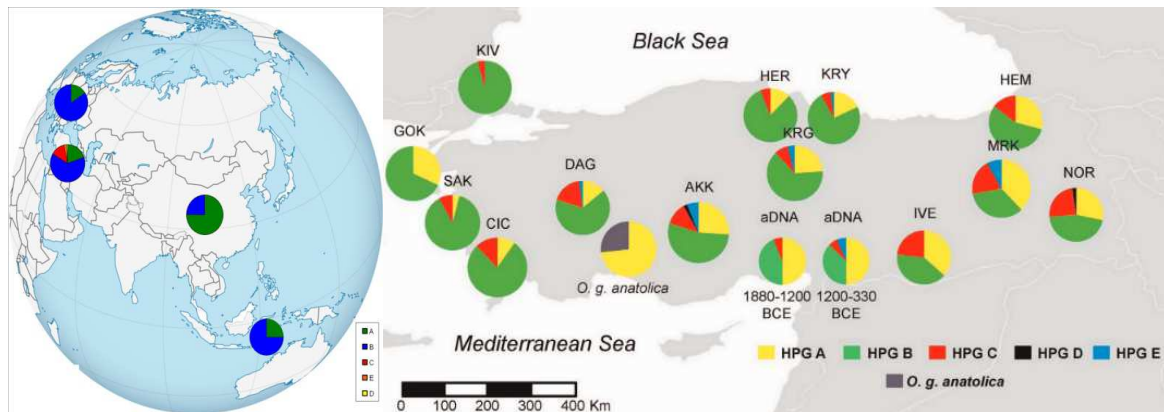 A
B
C
E
D
Black Sea
KIV
HER
KRY
HEM
GOK
KRG
MRK
SAK
DAG
AKK
NOR
CIC
aDNA
aDNA
IVE
O. g. anatolica
1880-1200
BCE
1200-330
BCE
Mediterranean Sea
HPG A
HPG B
HPG C
HPG D
HPG E
O. g. anatolica
0
100
200
300
400 Km